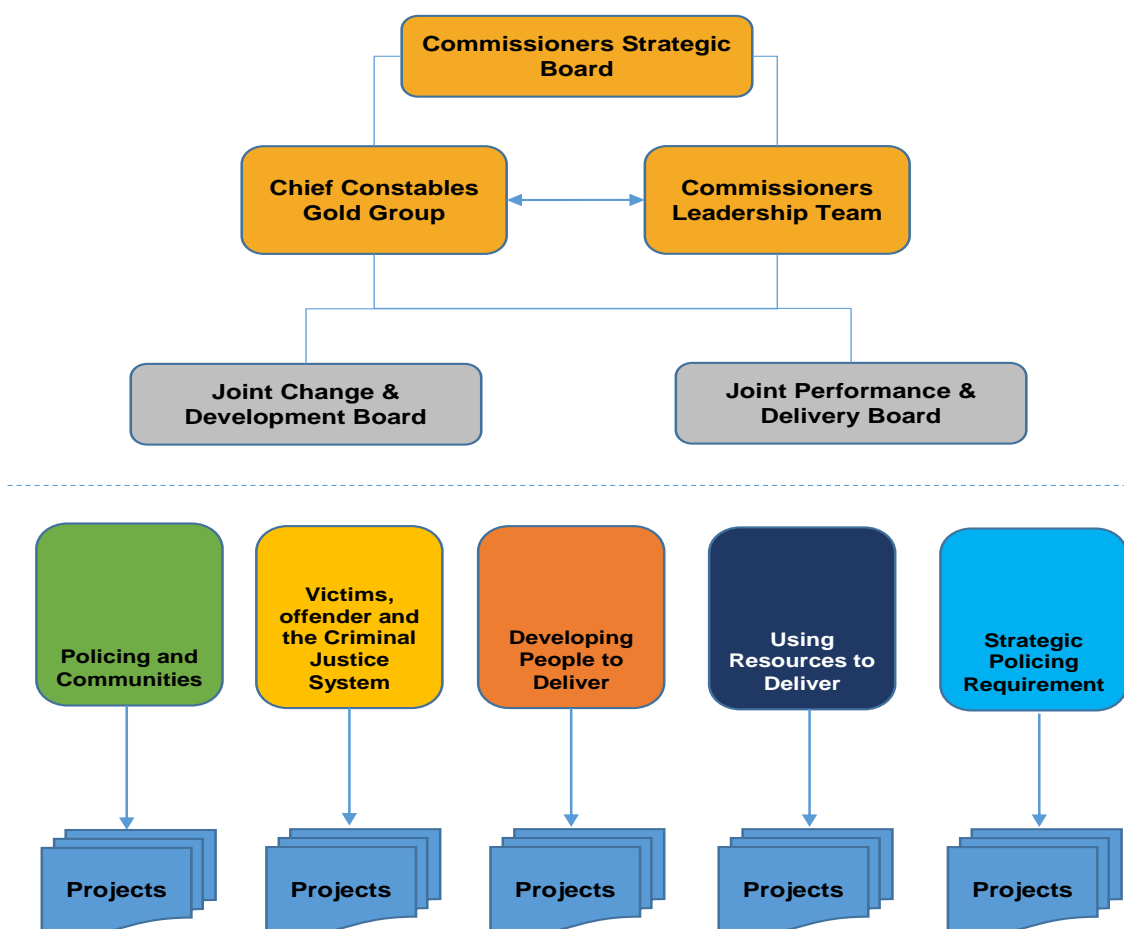 Commissioners Strategic
Board
Chief Constables
Gold Group
Commissioners
Leadership Team
Joint Change &
Development Board
Joint Performance &
Delivery Board
Policing and
Communities
Victims,
offender and
the Criminal
Justice
System
Developing
People to
Deliver
Using
Resources to
Deliver
Strategic
Policing
Requirement
Projects
Projects
Projects
Projects
Projects